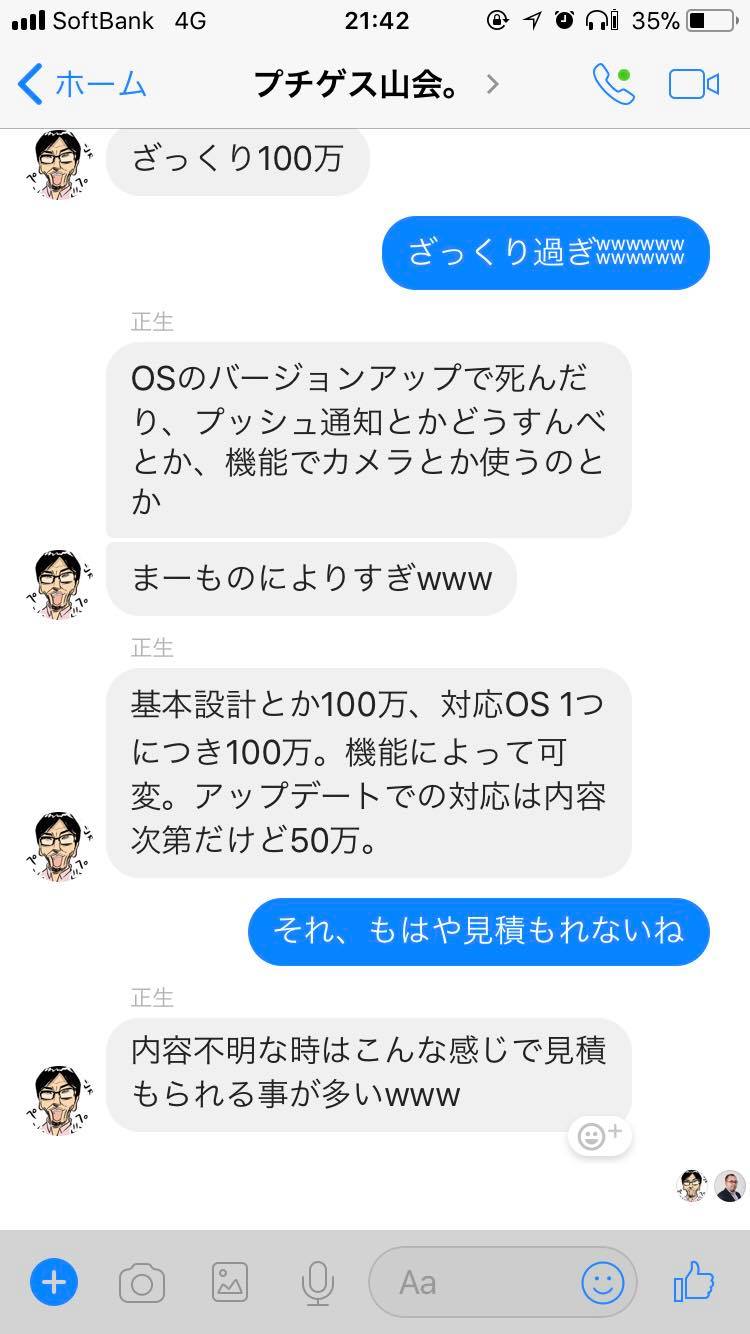 SoftBank 4G 21:42 35%
ホーム プチゲス山会。
ざっくり100万
ざっくり過ぎwwwwwwwwwwww
正生
OSのバージョンアップで死んだ
り、プッシュ通知とかどうすんべ
とか、機能でカメラとか使うのと
か
まーものによりすぎwww
正生
基本設計とか100万、対応OS 1つ
につき100万。機能によって可
変。アップデートでの対応は内容
次第だけど50万。
それ、もはや見積もれないね
正生
内容不明な時はこんな感じで見積
もられる事が多いwww
Aa